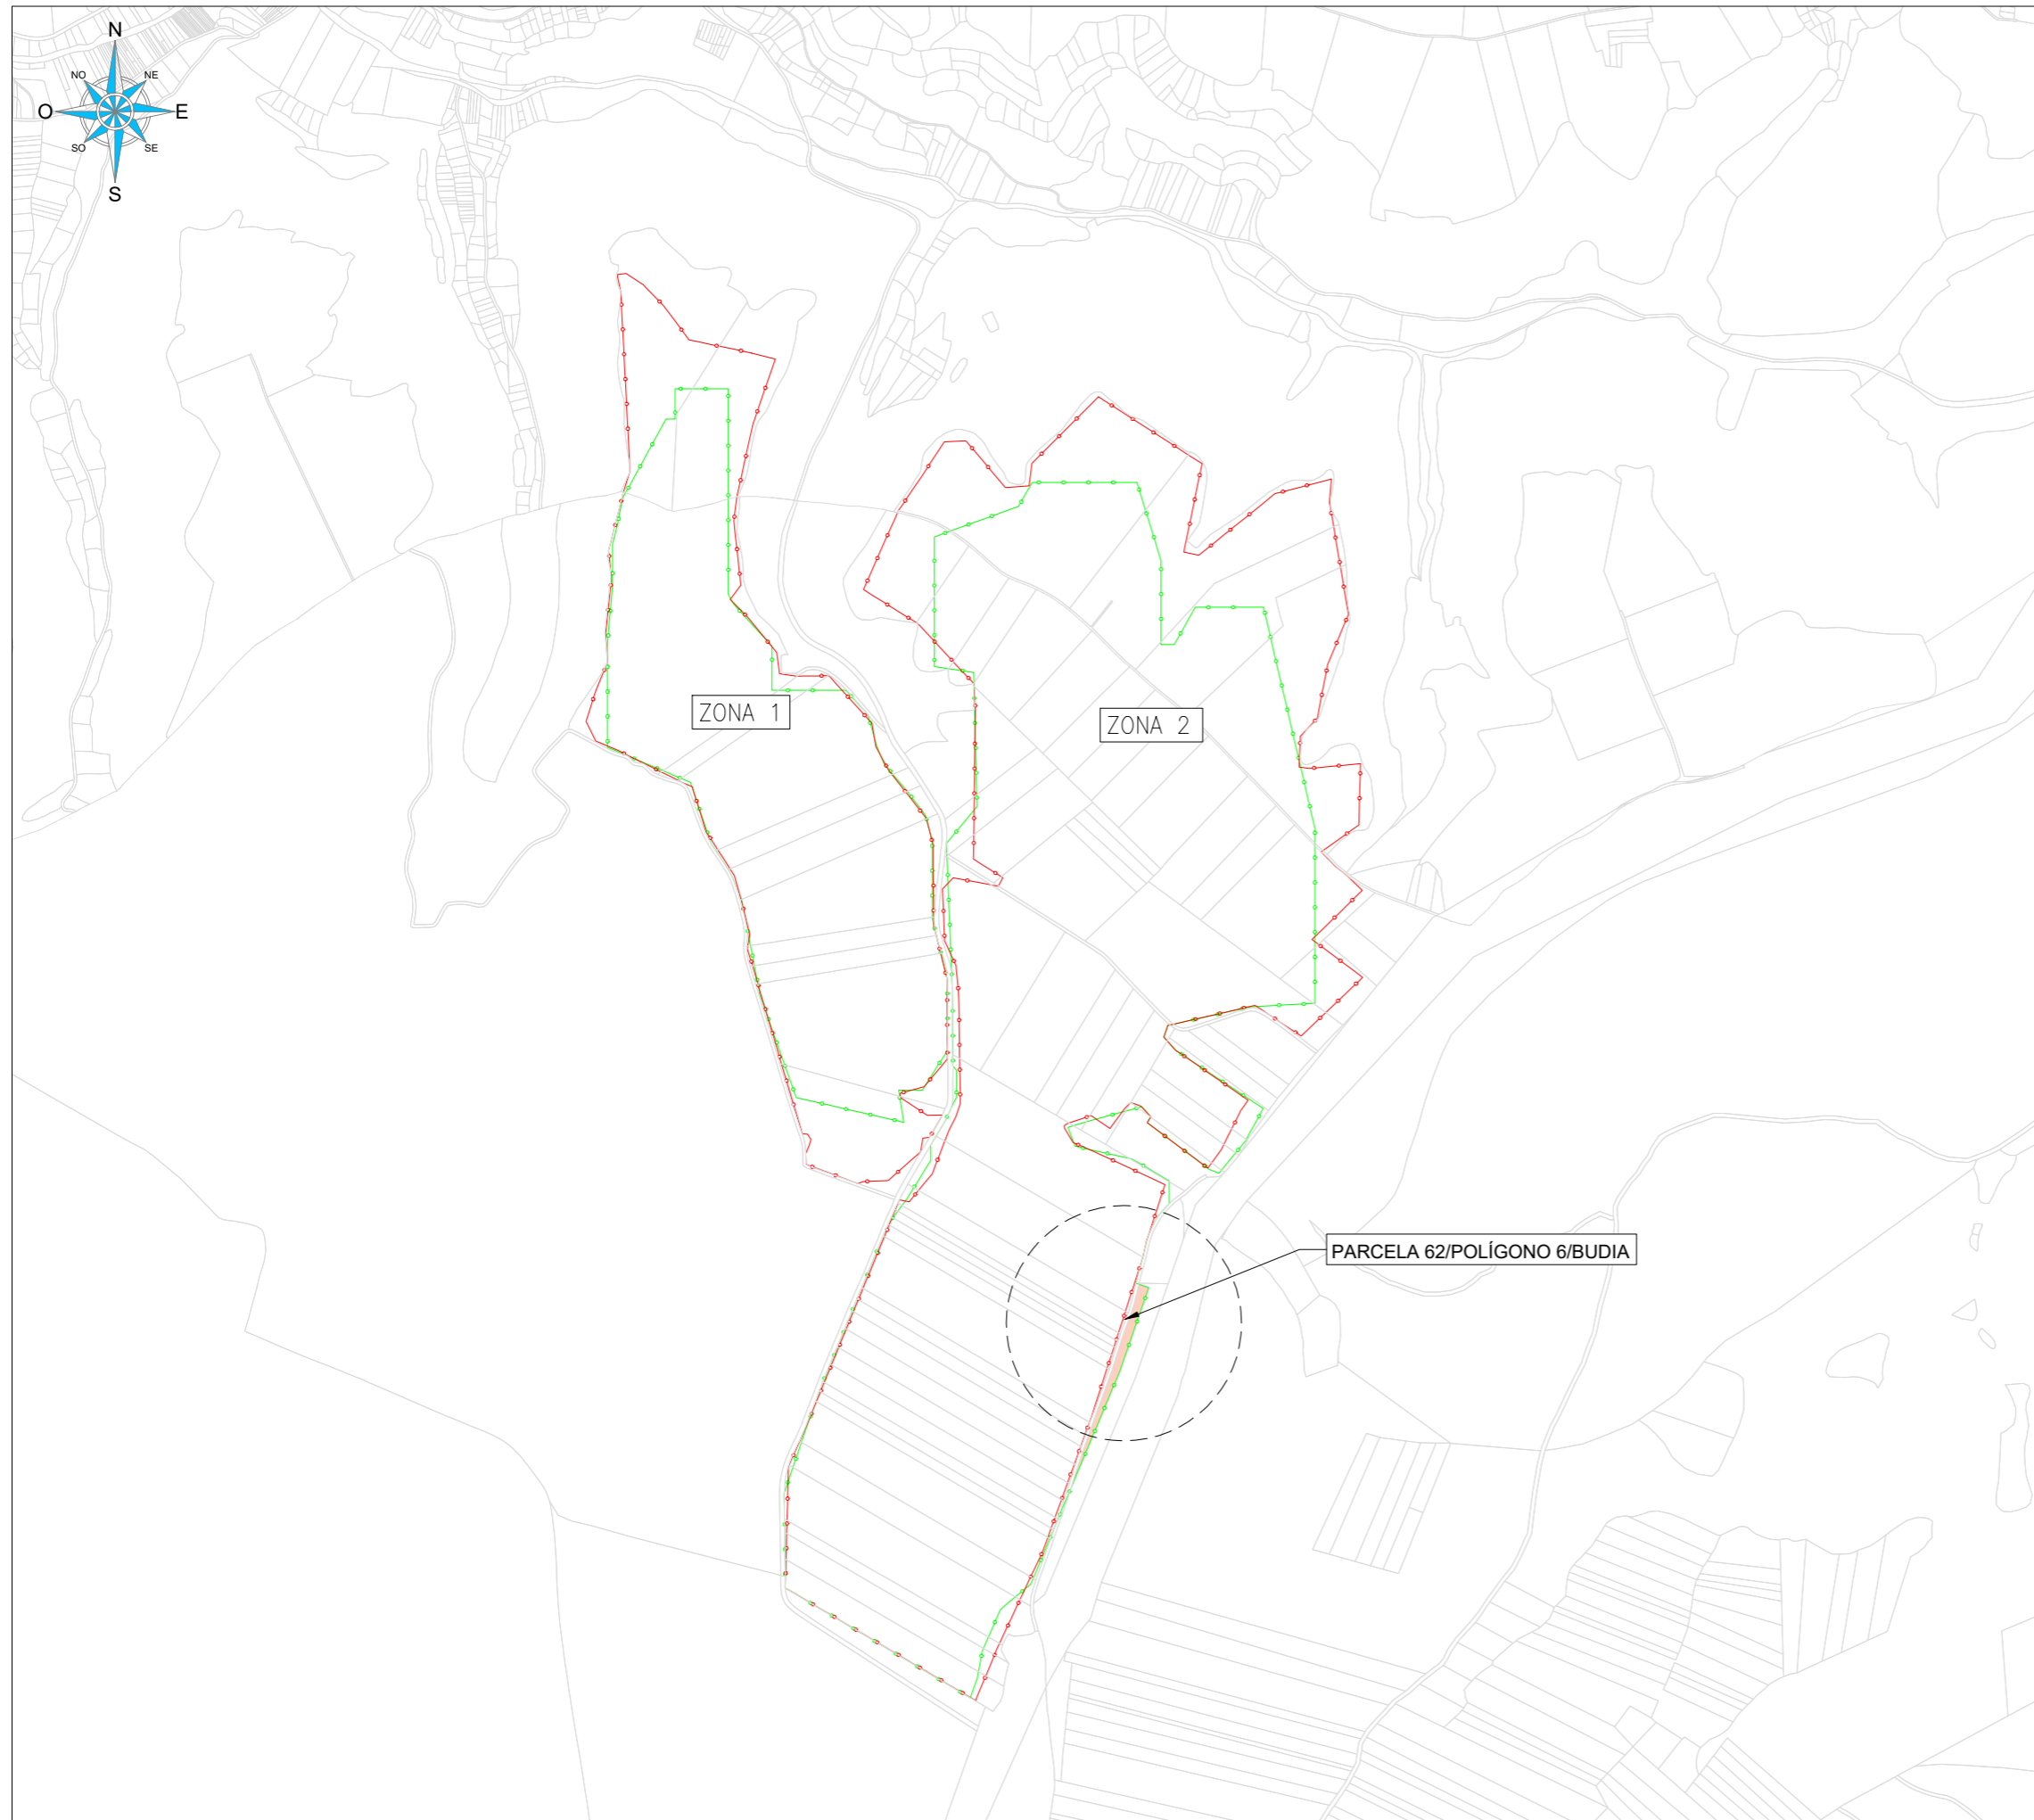 N
NO NE
O E
SO SE
S
ZONA 1
ZONA 2
PARCELA 62/POLÍGONO 6/BUDIA